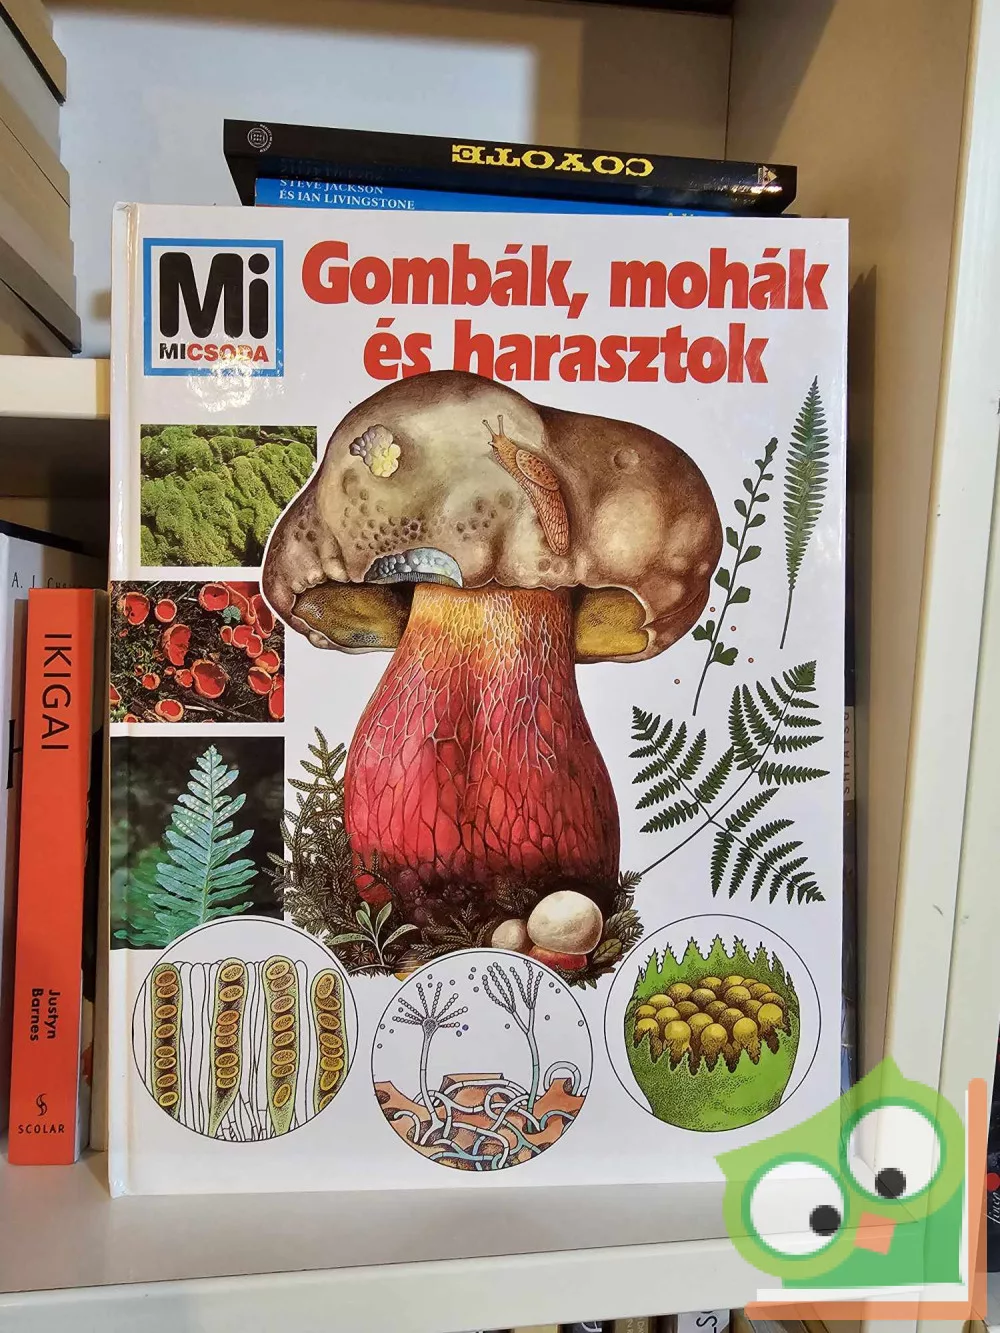 COYOTE
STEVE JACKSON
ÉS IAN LIVINGSTONE
Mi
MICSODA
Gombák, mohák
és harasztok
IKIGAI
Justyn
Barnes
SCOLAR